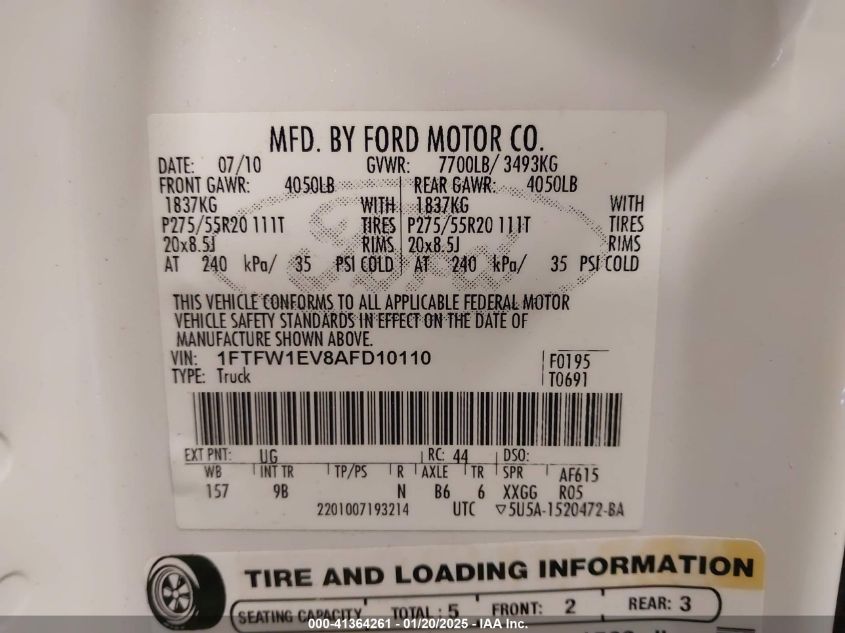 MFD. BY FORD MOTOR CO.
DATE: 07/10 GVWR: 7700LB/ 3493KG
FRONT GAWR: 4050LB REAR GAWR: 4050LB
1837KG WITH 1837KG WITH
P275/55R20 111T TIRES P275/55R20 111T TIRES
20x8.5J RIMS 20x8.5J RIMS
AT 240 kPa/ 35 PSI COLD AT 240 kPa/ 35 PSI COLD
Ford
THIS VEHICLE CONFORMS TO ALL APPLICABLE FEDERAL MOTOR
VEHICLE SAFETY STANDARDS IN EFFECT ON THE DATE OF
MANUFACTURE SHOWN ABOVE.
VIN: 1FTFW1EV8AFD10110 F0195
TYPE: Truck T0691
EXT PNT: UG RC: 44 DSO:
WB INT TR TP/PS R AXLE TR SPR AF615
157 9B N B6 6 XXGG R05
2201007193214 UTC ▽5U5A-1520472-BA
TIRE AND LOADING INFORMATION
SEATING CAPACITY TOTAL: 5 FRONT: 2 REAR: 3
000-41364261 - 01/20/2025 - IAA Inc.